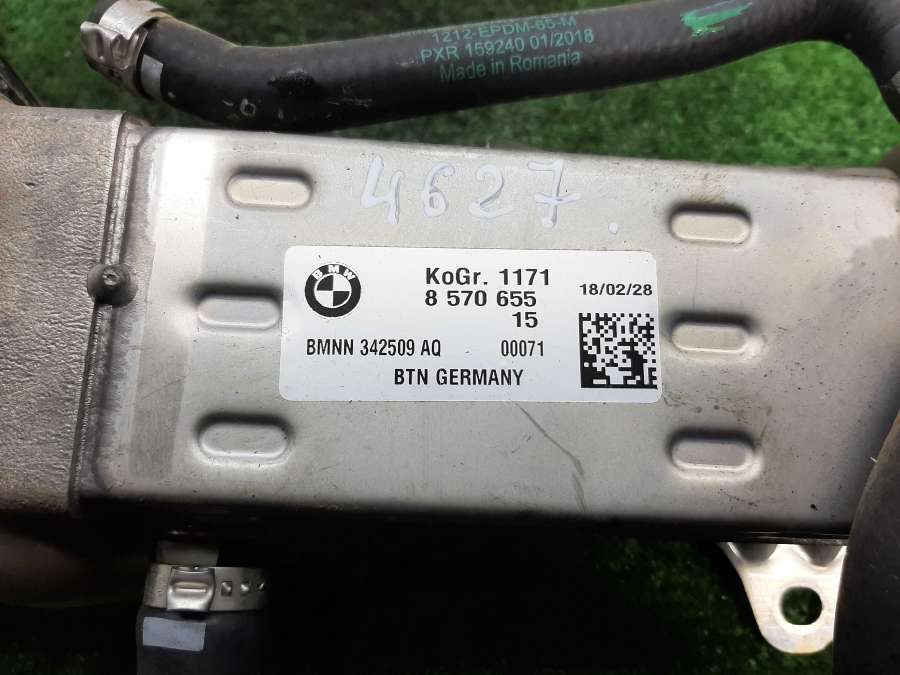 1212-EPDM-65-M
PXR 159240 01/2018
Made in Romania
4627
BMW
KoGr. 1171
8 570 655
15
18/02/28
BMNN 342509 AQ 00071
BTN GERMANY